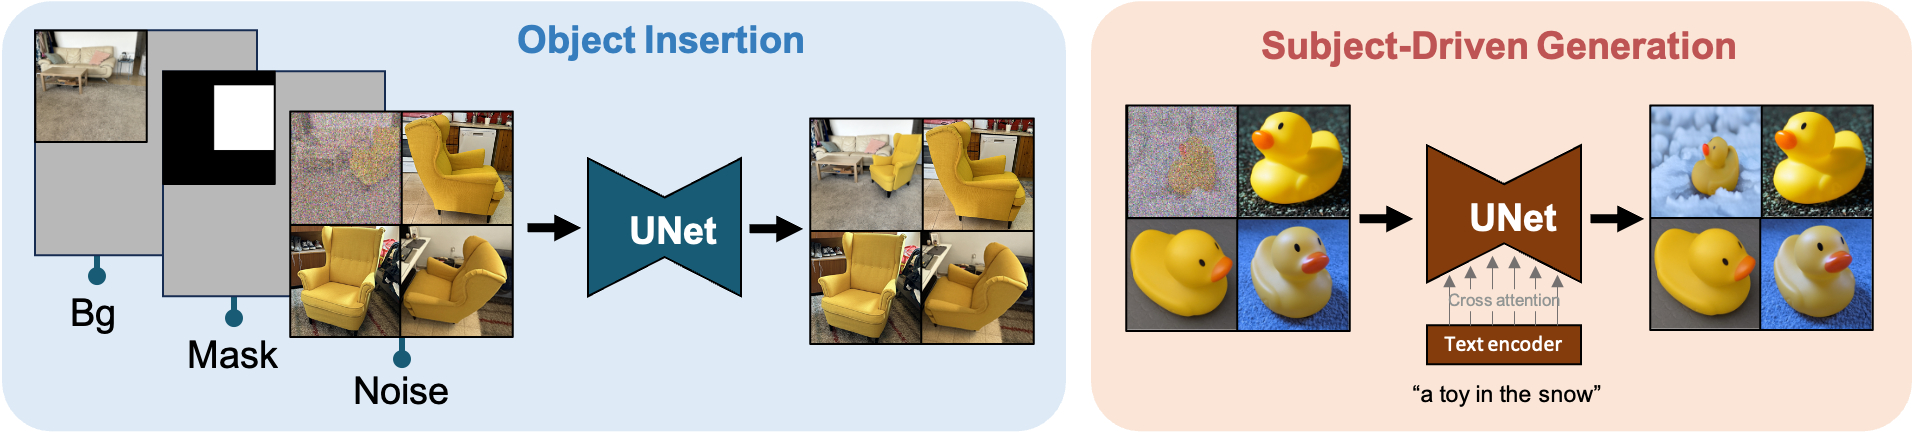 Object Insertion
Bg
Mask
Noise
UNet
Subject-Driven Generation
UNet
Cross attention
Text encoder
“a toy in the snow”